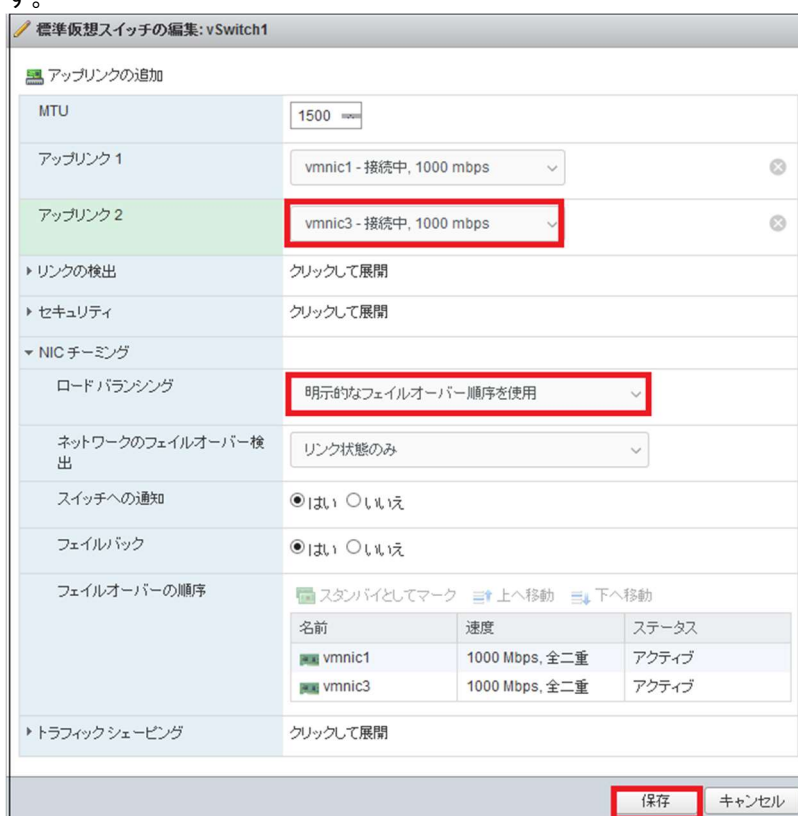 す。
標準仮想スイッチの編集: vSwitch1
アップリンクの追加
MTU 1500
アップリンク 1 vmnic1 - 接続中, 1000 mbps
アップリンク 2 vmnic3 - 接続中, 1000 mbps
リンクの検出 クリックして展開
セキュリティ クリックして展開
NIC チーミング
ロード バランシング 明示的なフェイルオーバー順序を使用
ネットワークのフェイルオーバー検
出 リンク状態のみ
スイッチへの通知 はい いいえ
フェイルバック はい いいえ
フェイルオーバーの順序 スタンバイとしてマーク 上へ移動 下へ移動
名前 速度 ステータス
vmnic1 1000 Mbps, 全二重 アクティブ
vmnic3 1000 Mbps, 全二重 アクティブ
トラフィック シェーピング クリックして展開
保存 キャンセル